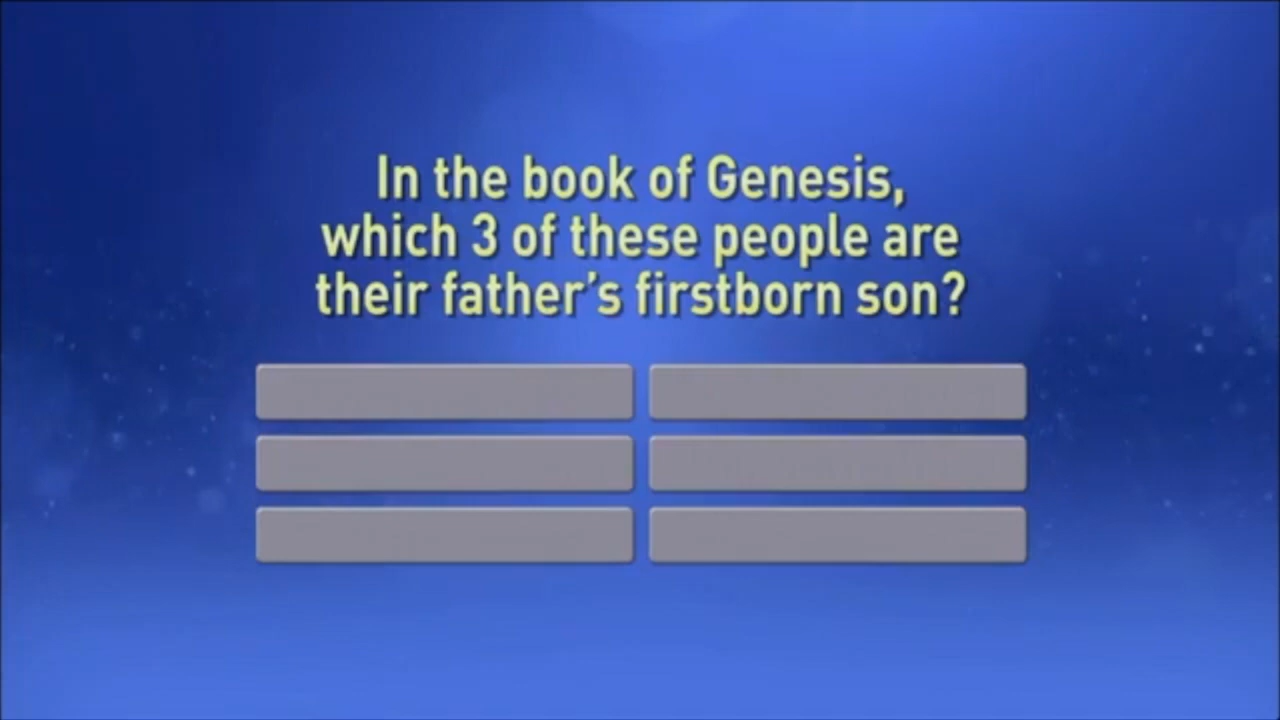 In the book of Genesis,
which 3 of these people are
their father's firstborn son?